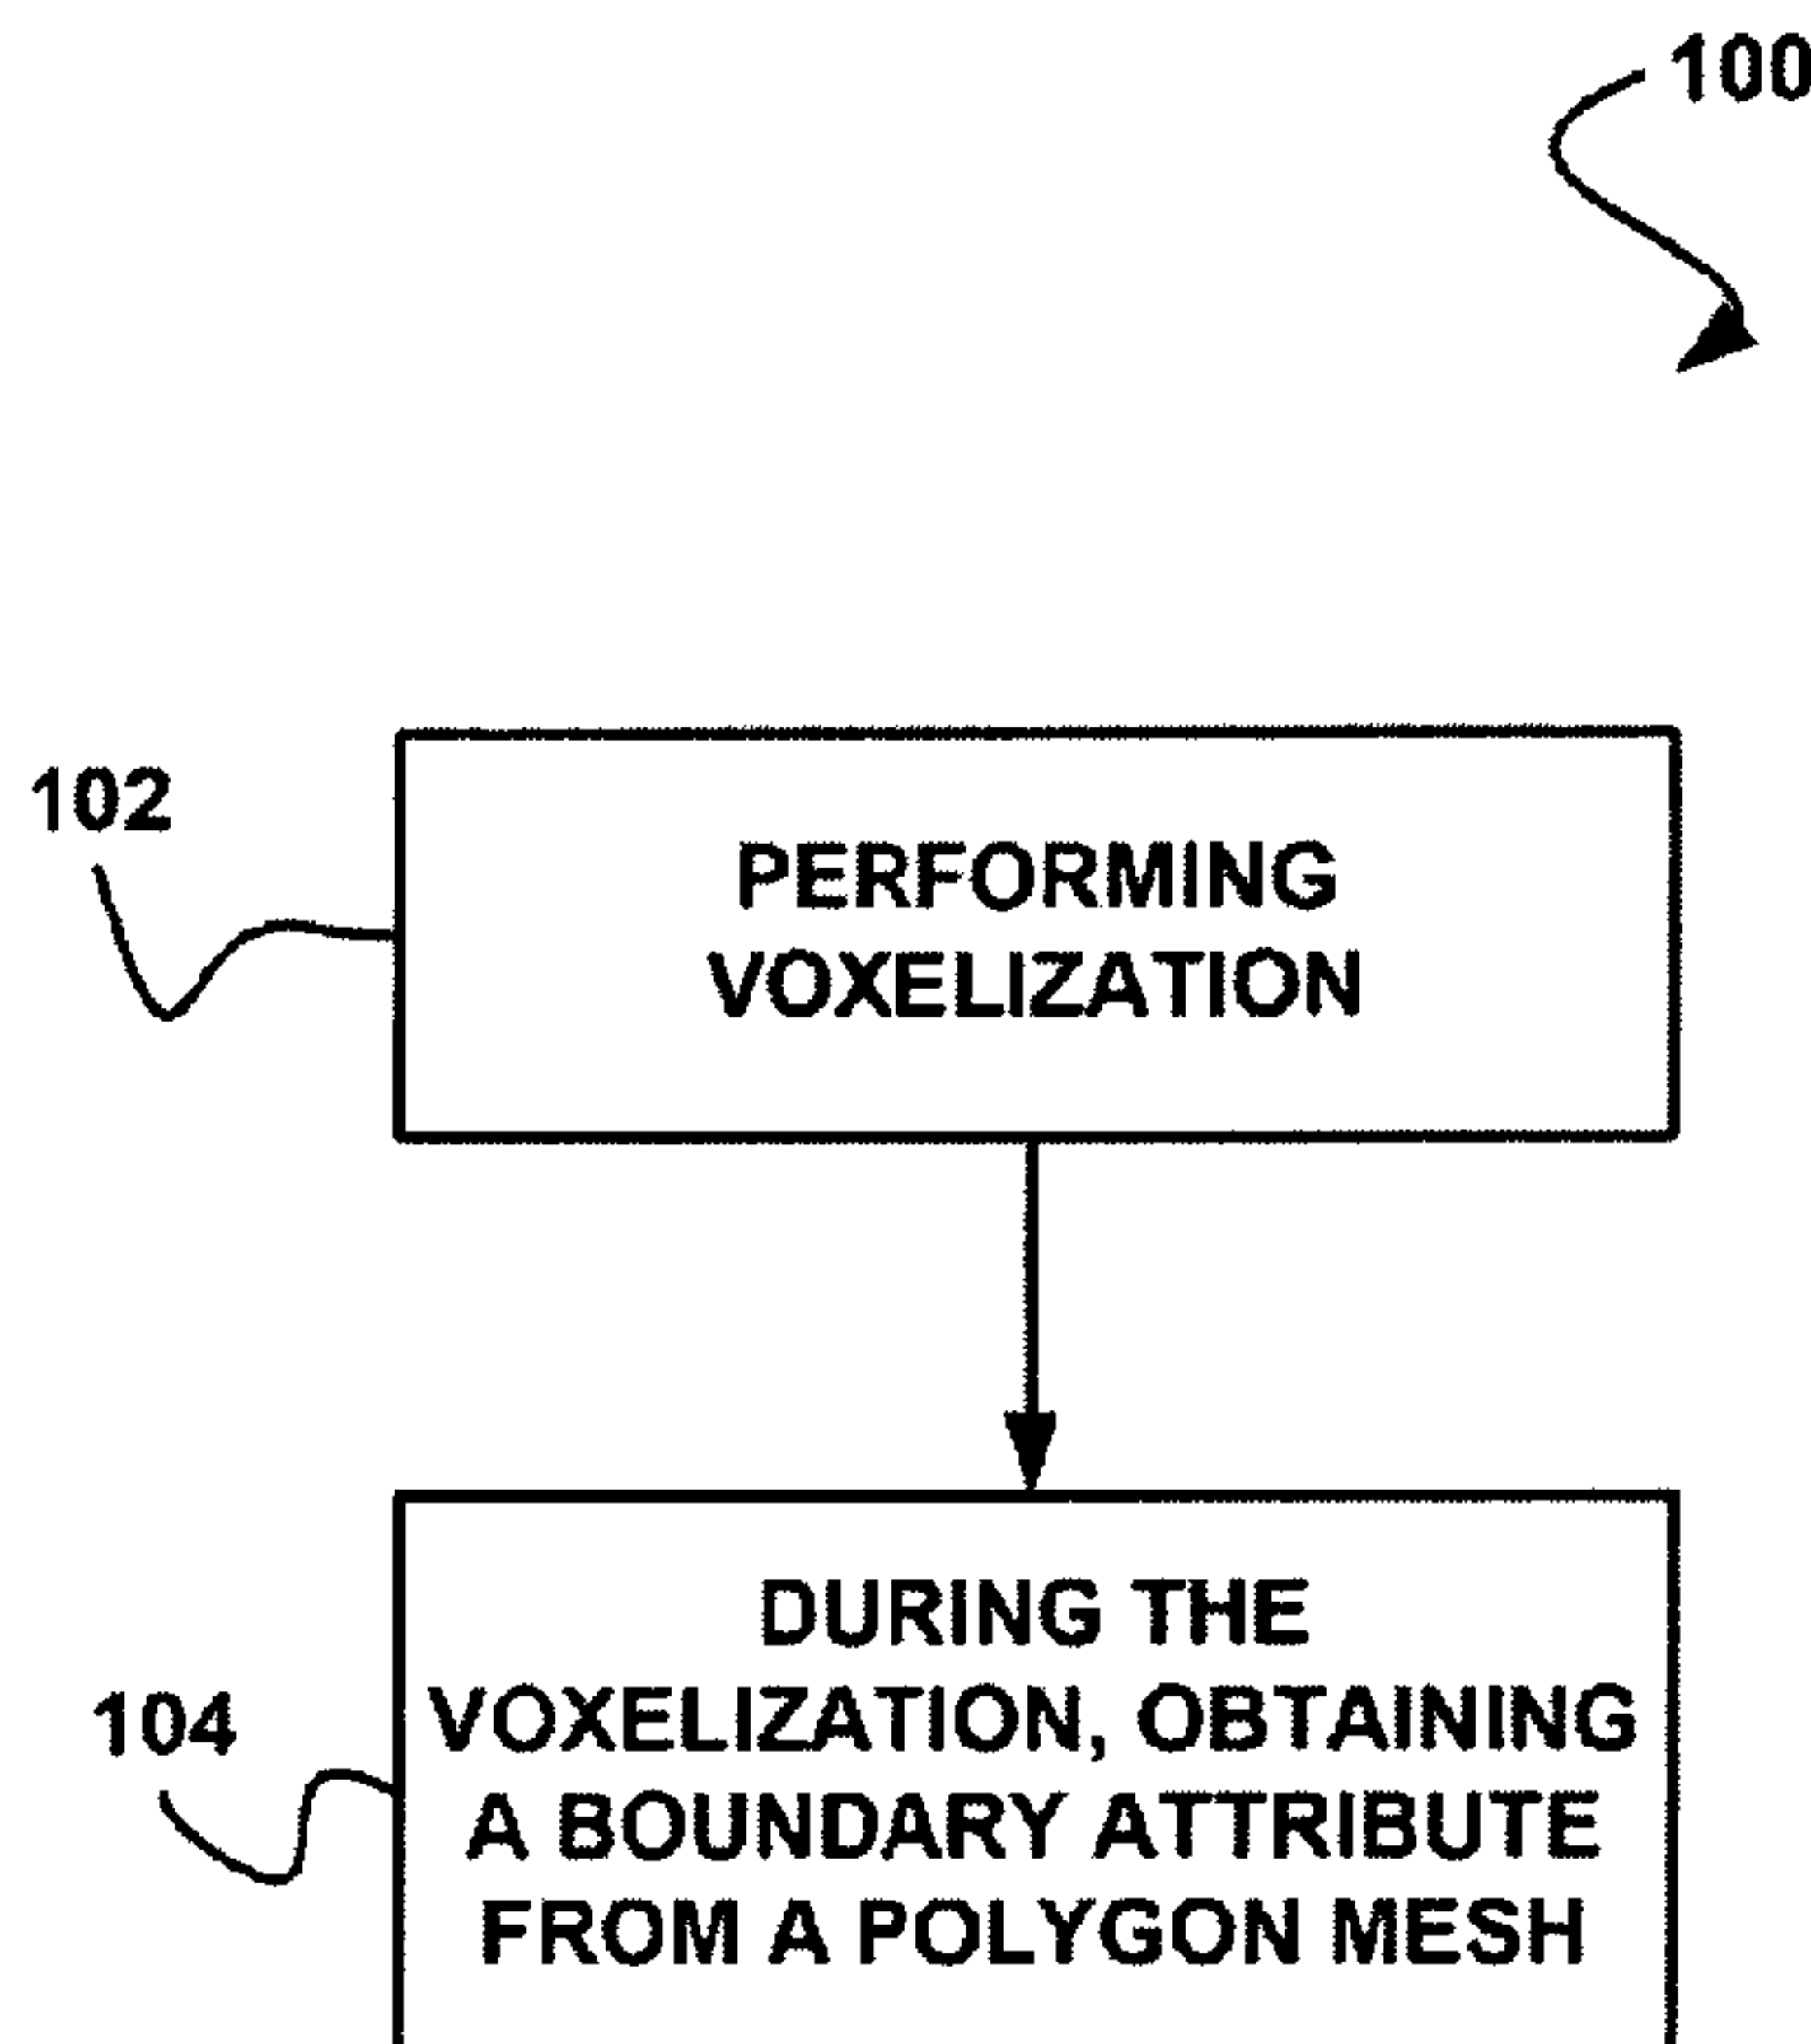 100
102
PERFORMING
VOXELIZATION
DURING THE
VOXELIZATION, OBTAINING
104
A BOUNDARY ATTRIBUTE
FROM A POLYGON MESH